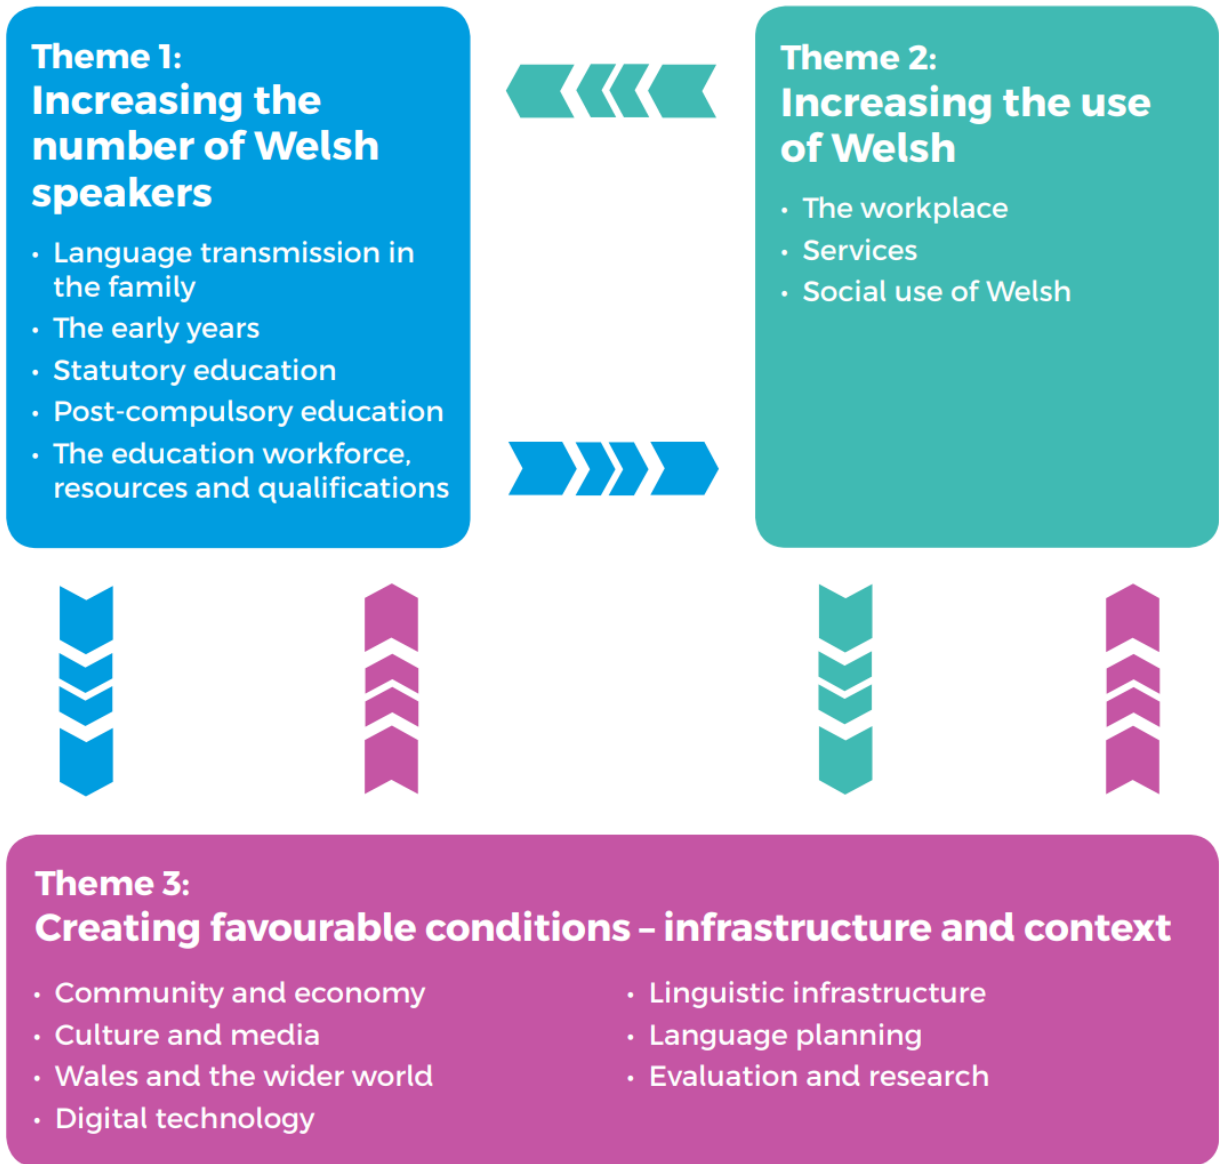 Theme 1:
Increasing the
number of Welsh
speakers
• Language transmission in
the family
• The early years
• Statutory education
• Post-compulsory education
• The education workforce,
resources and qualifications
Theme 2:
Increasing the use
of Welsh
• The workplace
• Services
• Social use of Welsh
Theme 3:
Creating favourable conditions – infrastructure and context
• Community and economy
• Culture and media
• Wales and the wider world
• Digital technology
• Linguistic infrastructure
• Language planning
• Evaluation and research